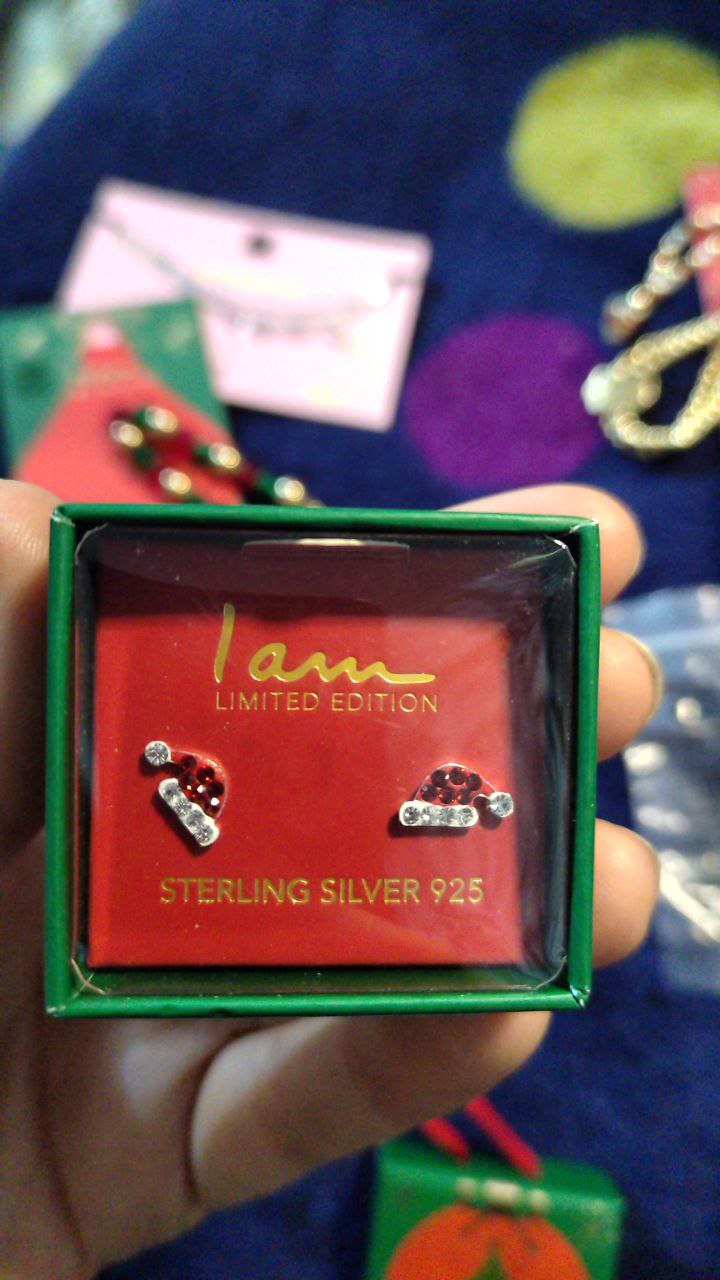 I am
LIMITED EDITION
STERLING SILVER 925